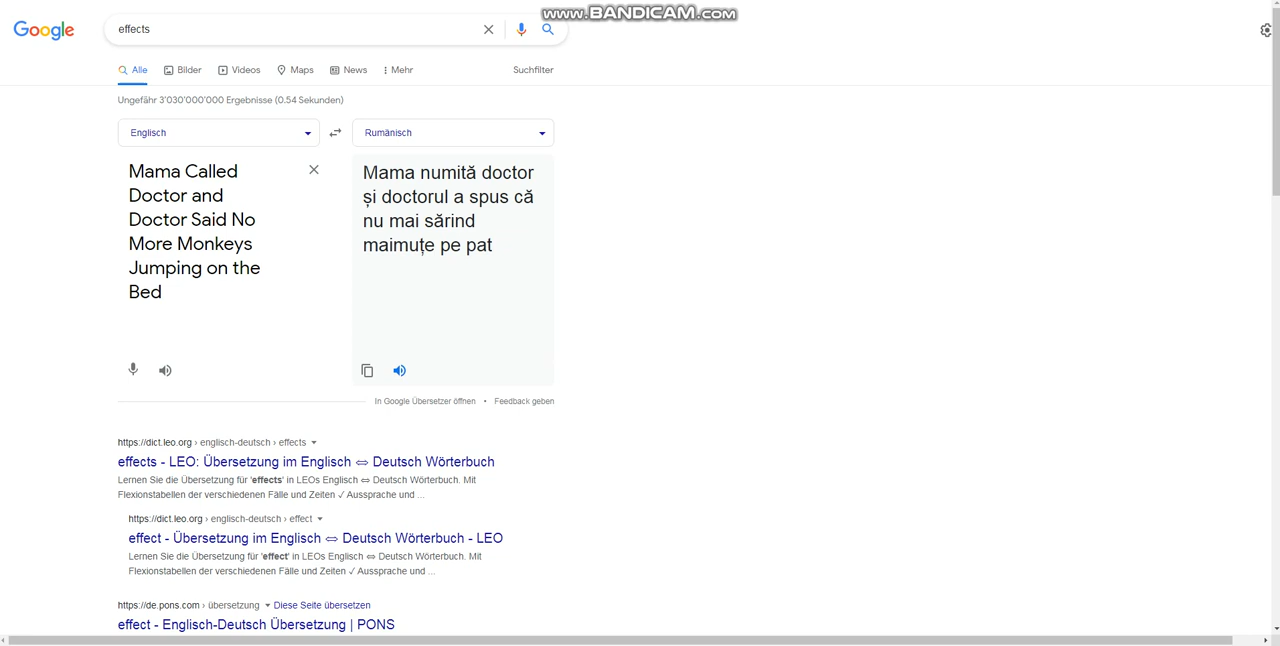 www.BANDICAM.com
Google
effects
Alle Bilder Videos Maps News Mehr Suchfilter
Ungefähr 3'030'000'000 Ergebnisse (0.54 Sekunden)
Englisch Rumänisch
Mama Called
Doctor and
Doctor Said No
More Monkeys
Jumping on the
Bed
Mama numită doctor
și doctorul a spus că
nu mai sărind
maimuțe pe pat
In Google Übersetzer öffnen • Feedback geben
https://dict.leo.org › englisch-deutsch › effects
effects - LEO: Übersetzung im Englisch ⇔ Deutsch Wörterbuch
Lernen Sie die Übersetzung für 'effects' in LEOs Englisch ⇔ Deutsch Wörterbuch. Mit
Flexionstabellen der verschiedenen Fälle und Zeiten ✓ Aussprache und ...
https://dict.leo.org › englisch-deutsch › effect
effect - Übersetzung im Englisch ⇔ Deutsch Wörterbuch - LEO
Lernen Sie die Übersetzung für 'effect' in LEOs Englisch ⇔ Deutsch Wörterbuch. Mit
Flexionstabellen der verschiedenen Fälle und Zeiten ✓ Aussprache und ...
https://de.pons.com › übersetzung Diese Seite übersetzen
effect - Englisch-Deutsch Übersetzung | PONS